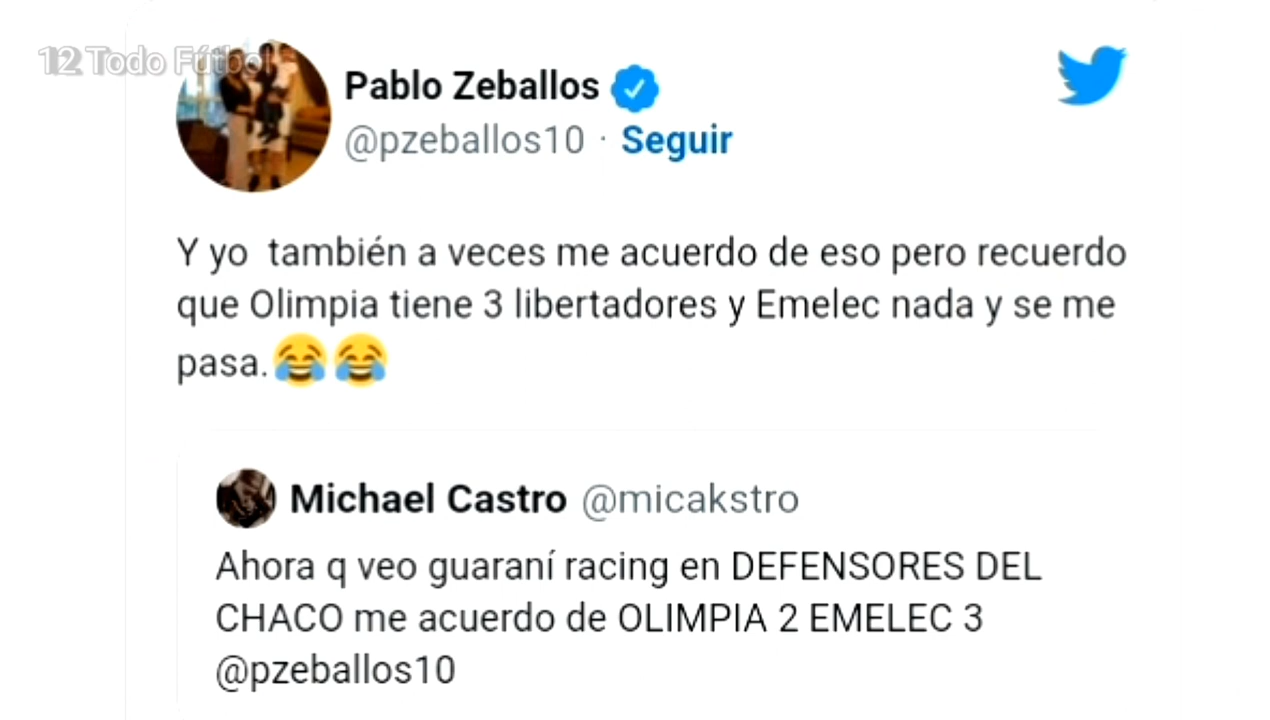 12 Todo Fútbol
Pablo Zeballos
@pzeballos10 · Seguir
Y yo también a veces me acuerdo de eso pero recuerdo
que Olimpia tiene 3 libertadores y Emelec nada y se me
pasa.😂😂
Michael Castro @micakstro
Ahora q veo guaraní racing en DEFENSORES DEL
CHACO me acuerdo de OLIMPIA 2 EMELEC 3
@pzeballos10